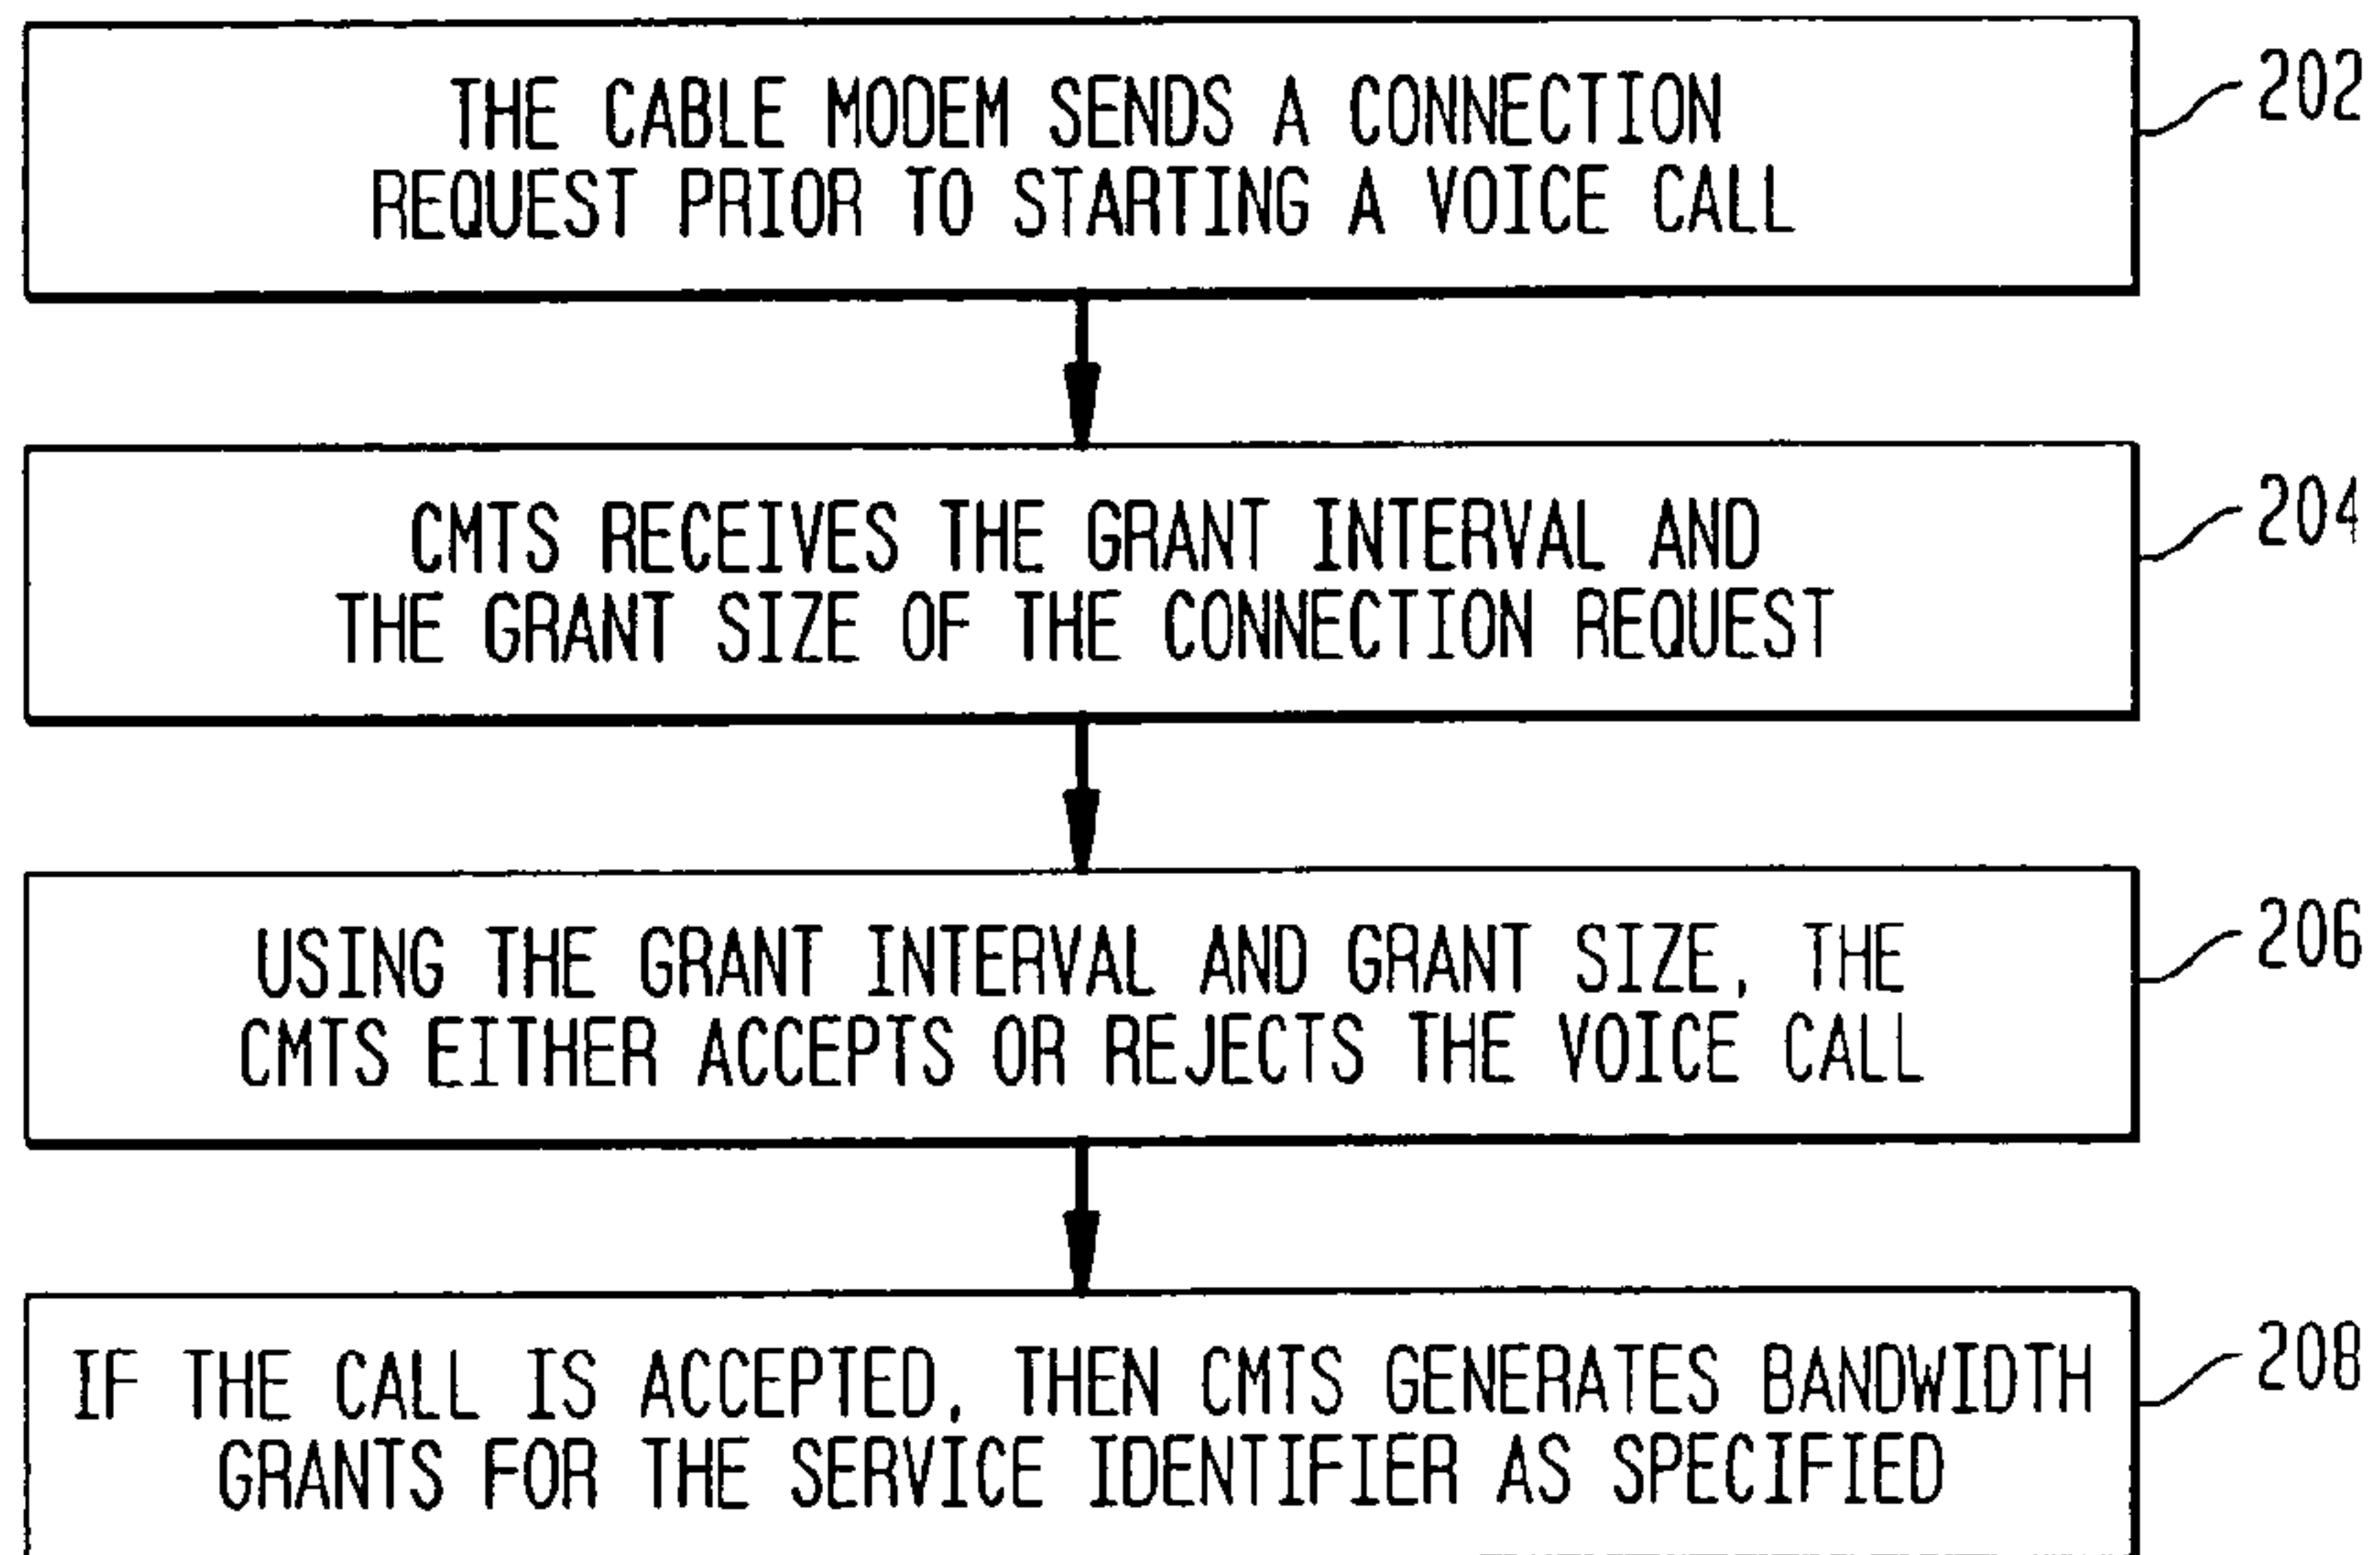 THE CABLE MODEM SENDS A CONNECTION
REQUEST PRIOR TO STARTING A VOICE CALL
202
CMTS RECEIVES THE GRANT INTERVAL AND
THE GRANT SIZE OF THE CONNECTION REQUEST
204
USING THE GRANT INTERVAL AND GRANT SIZE, THE
CMTS EITHER ACCEPTS OR REJECTS THE VOICE CALL
206
IF THE CALL IS ACCEPTED, THEN CMTS GENERATES BANDWIDTH
GRANTS FOR THE SERVICE IDENTIFIER AS SPECIFIED
208